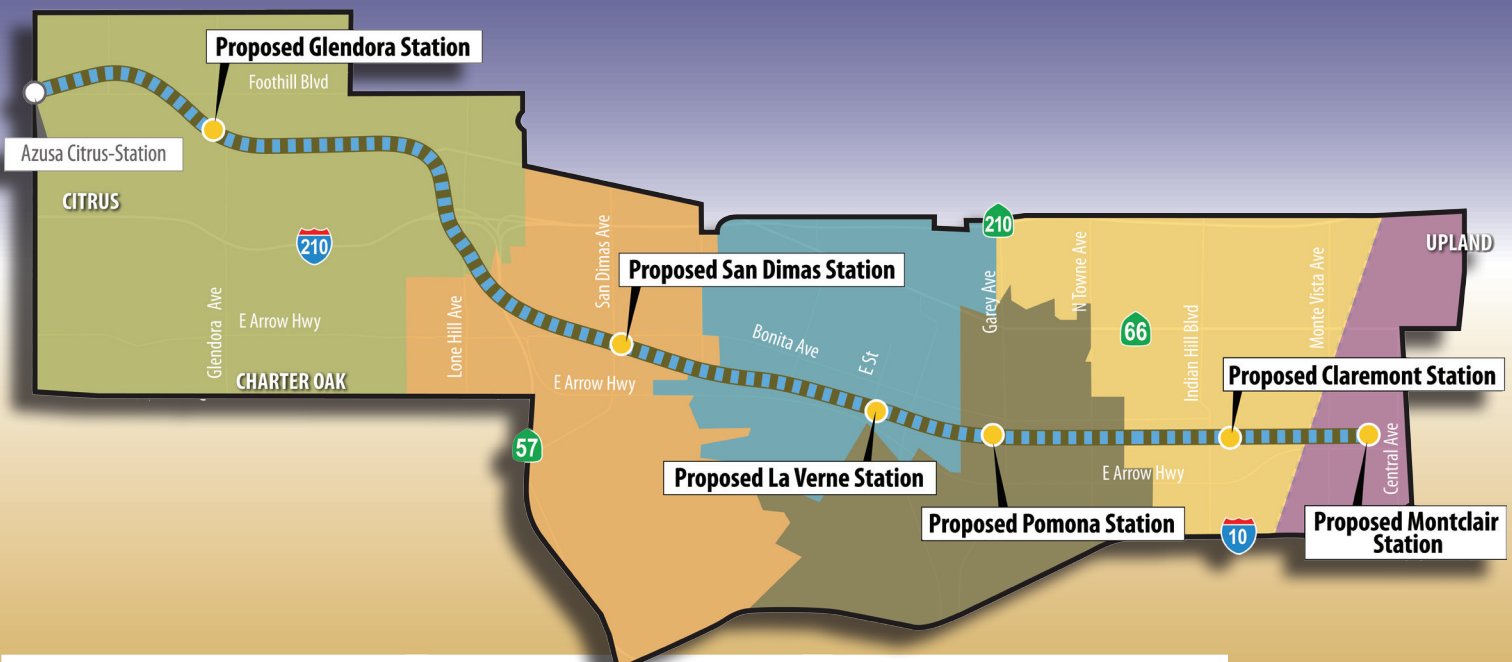 Proposed Glendora Station
Foothill Blvd
Azusa Citrus-Station
CITRUS
210
Glendora Ave
E Arrow Hwy
CHARTER OAK
Lone Hill Ave
San Dimas Ave
Proposed San Dimas Station
E Arrow Hwy
57
Bonita Ave
E St
Proposed La Verne Station
210
Garey Ave
N Towne Ave
Proposed Pomona Station
66
Indian Hill Blvd
Monte Vista Ave
UPLAND
Proposed Claremont Station
E Arrow Hwy
Central Ave
10
Proposed Montclair
Station